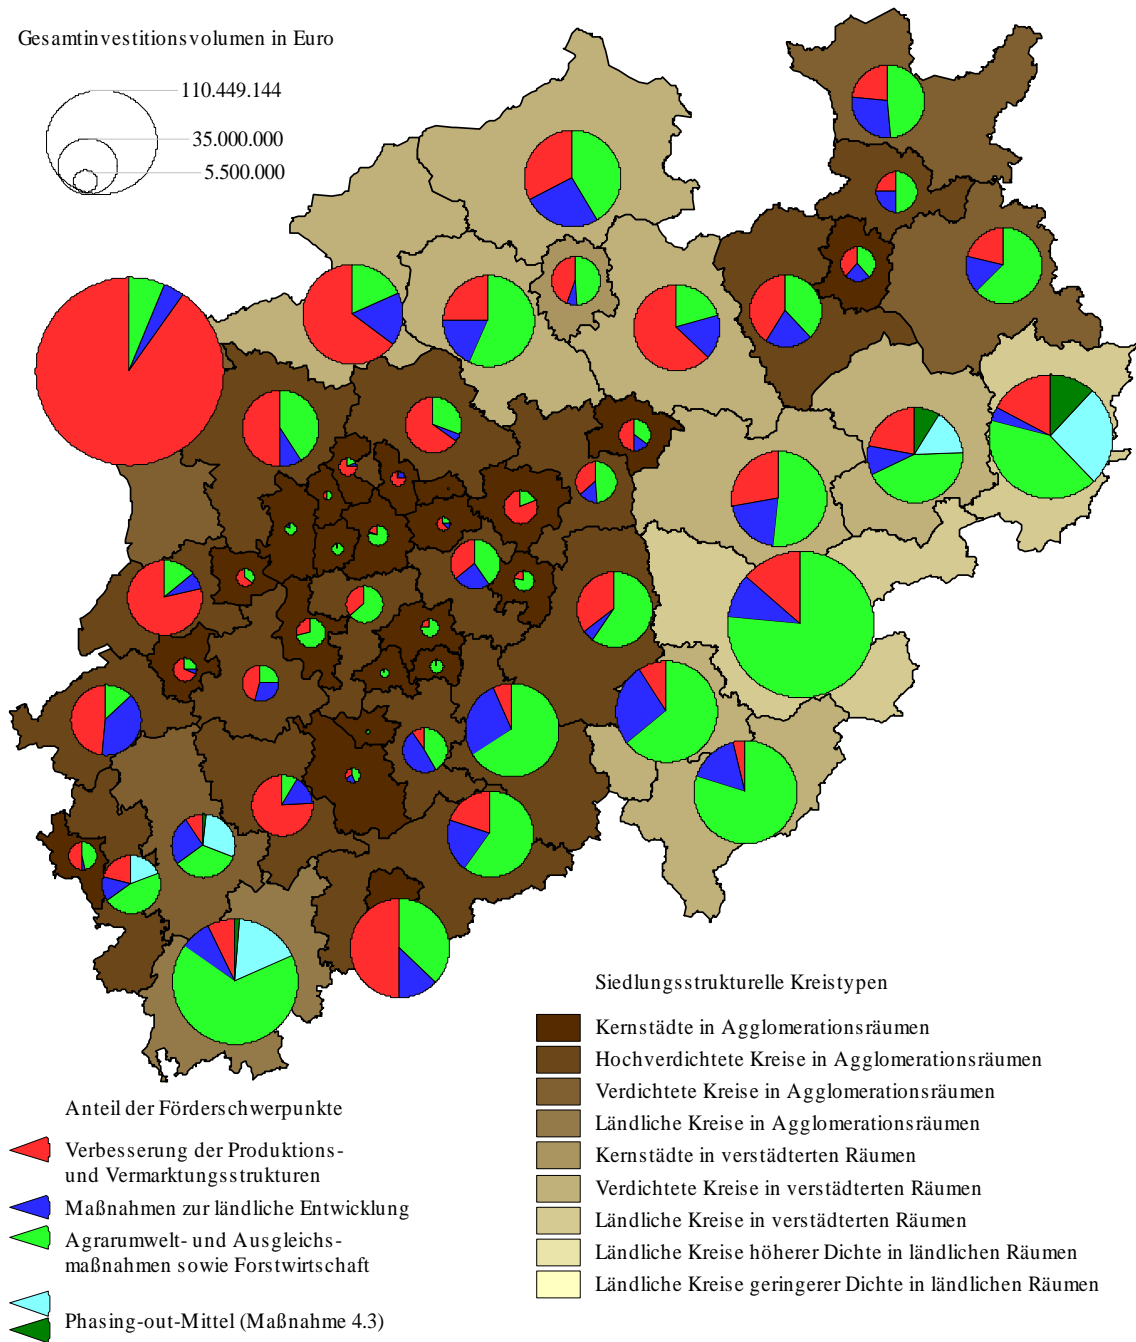 Gesamtinvestitionsvolumen in Euro
110.449.144
35.000.000
5.500.000
Siedlungsstrukturelle Kreistypen
Kernstädte in Agglomerationsräumen
Hochverdichtete Kreise in Agglomerationsräumen
Verdichtete Kreise in Agglomerationsräumen
Ländliche Kreise in Agglomerationsräumen
Kernstädte in verstädterten Räumen
Verdichtete Kreise in verstädterten Räumen
Ländliche Kreise in verstädterten Räumen
Ländliche Kreise höherer Dichte in ländlichen Räumen
Ländliche Kreise geringerer Dichte in ländlichen Räumen
Anteil der Förderschwerpunkte
Verbesserung der Produktions-
und Vermarktungsstrukturen
Maßnahmen zur ländliche Entwicklung
Agrarumwelt- und Ausgleichs-
maßnahmen sowie Forstwirtschaft
Phasing-out-Mittel (Maßnahme 4.3)